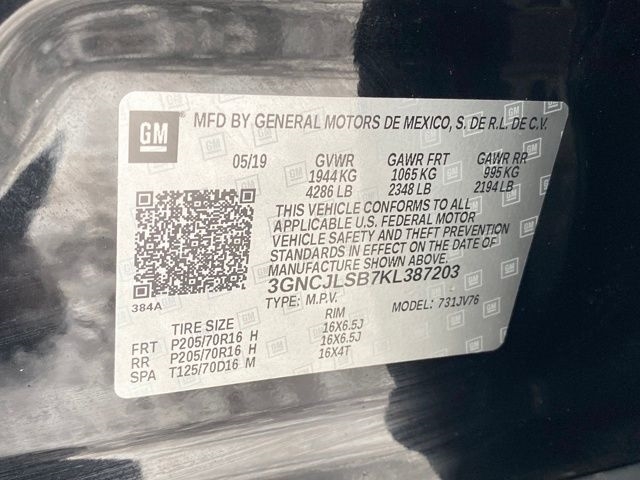 GM
MFD BY GENERAL MOTORS DE MEXICO, S. DE R.L. DE C.V.
05/19 GVWR GAWR FRT GAWR RR
1944 KG 1065 KG 995 KG
4286 LB 2348 LB 2194 LB
THIS VEHICLE CONFORMS TO ALL
APPLICABLE U.S. FEDERAL MOTOR
VEHICLE SAFETY AND THEFT PREVENTION
STANDARDS IN EFFECT ON THE DATE OF
MANUFACTURE SHOWN ABOVE.
384A
3GNCJLSB7KL387203
TYPE: M.P.V. MODEL: 731JV76
TIRE SIZE RIM
FRT P205/70R16 H 16X6.5J
RR P205/70R16 H 16X6.5J
SPA T125/70D16 M 16X4T